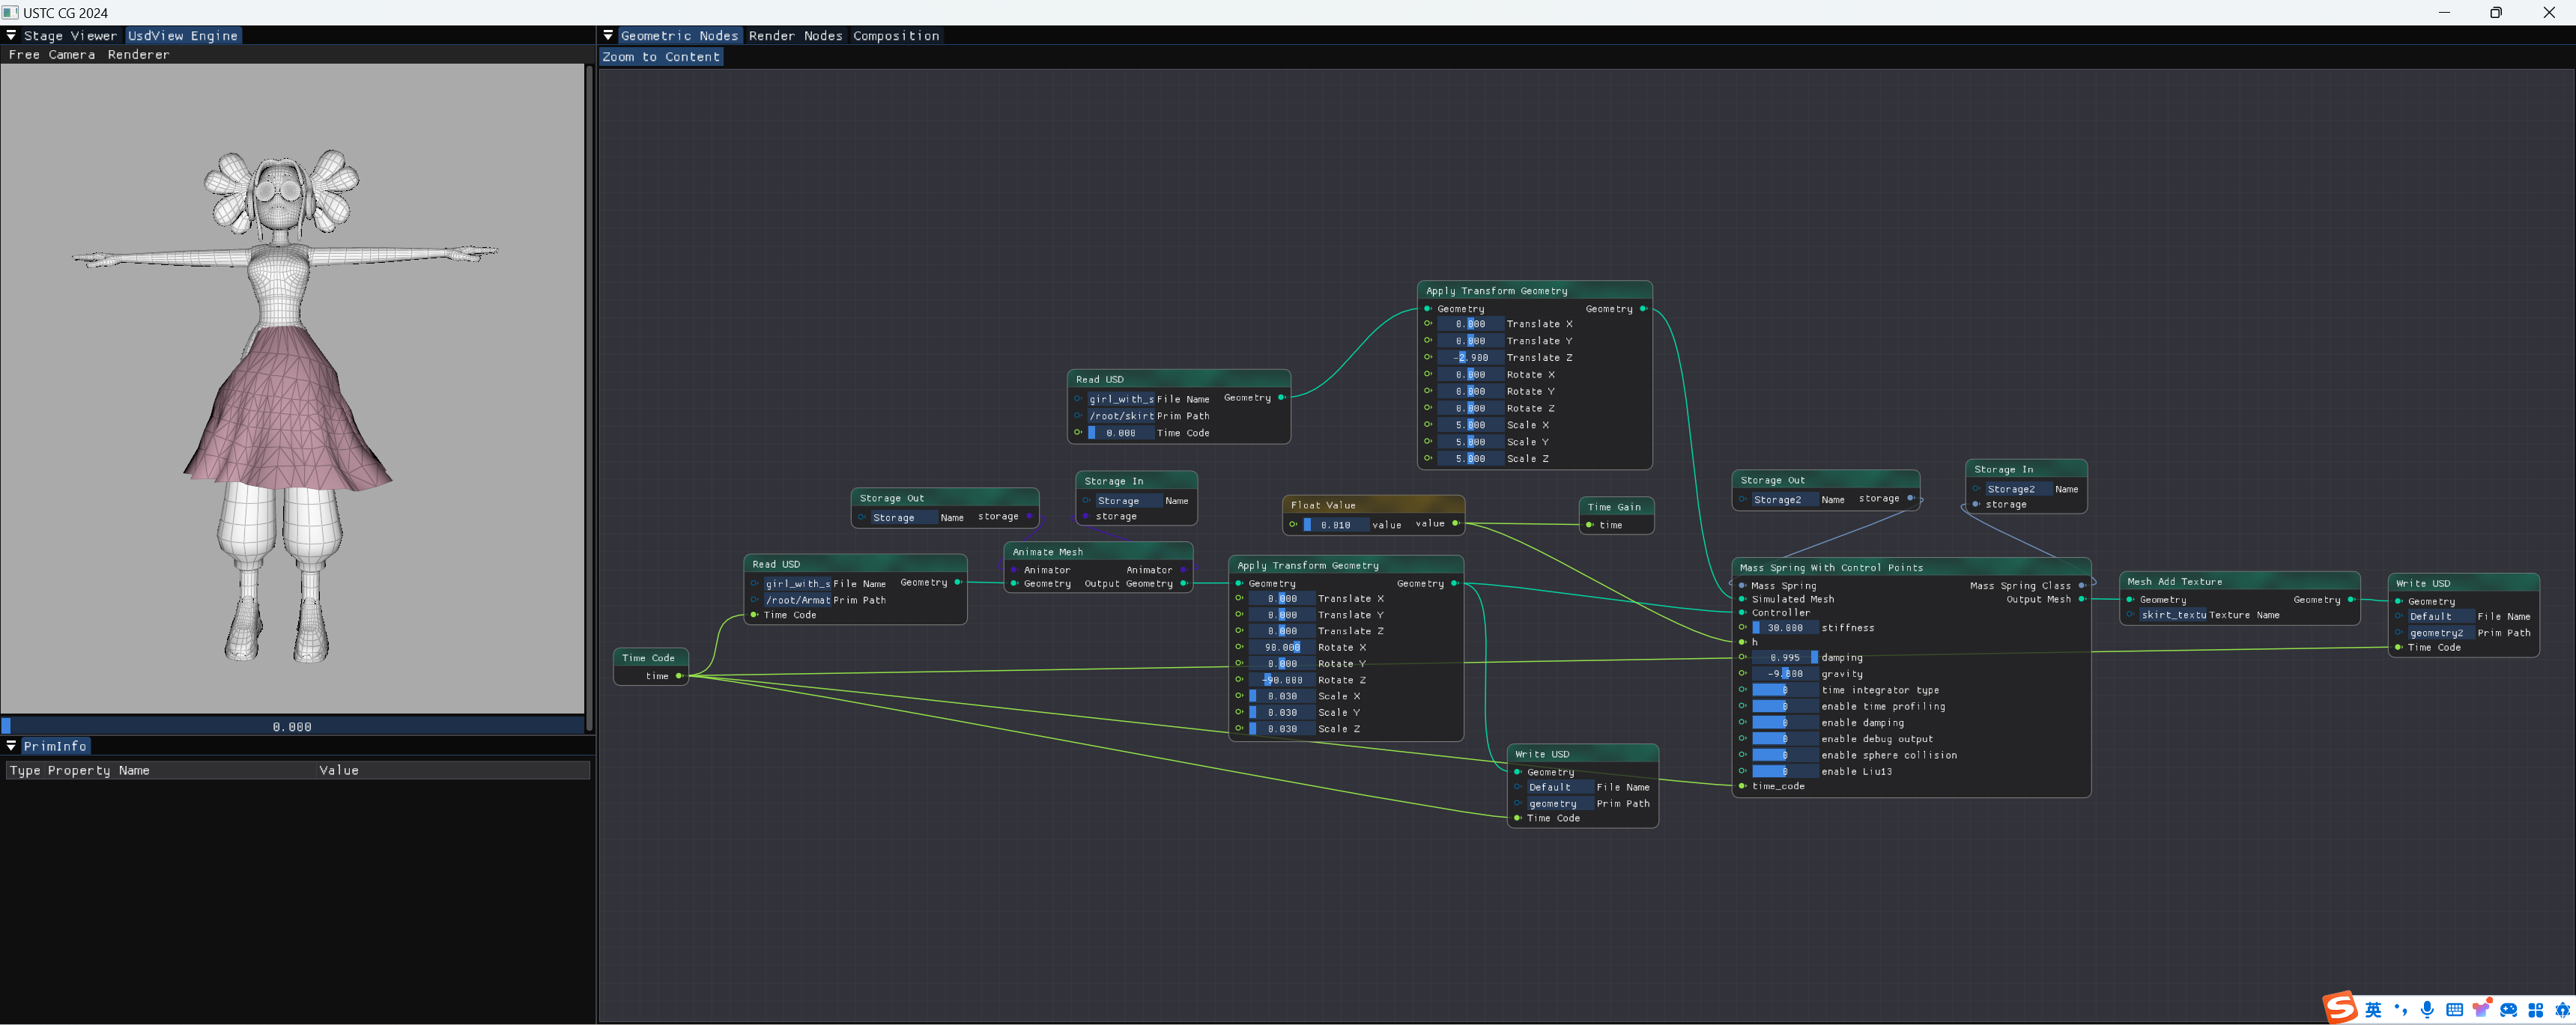 USTC CG 2024
Stage Viewer UsdView Engine
Free Camera Renderer
0.000
PrimInfo
Type Property Name Value
Geometric Nodes Render Nodes Composition
Zoom to Content
Apply Transform Geometry
Geometry Geometry
0.000 Translate X
0.000 Translate Y
-2.900 Translate Z
0.000 Rotate X
0.000 Rotate Y
0.000 Rotate Z
5.000 Scale X
5.000 Scale Y
5.000 Scale Z
Read USD
girl_with_s File Name Geometry
/root/skirt Prim Path
0.000 Time Code
Storage Out
Storage Name storage
Storage In
Storage Name
storage
Float Value
0.010 value value
Time Gain
time
Storage Out
Storage2 Name storage
Storage In
Storage2 Name
storage
Read USD
girl_with_s File Name Geometry
/root/Armat Prim Path
Time Code
Animate Mesh
Animator Animator
Geometry Output Geometry
Apply Transform Geometry
Geometry Geometry
0.000 Translate X
0.000 Translate Y
0.000 Translate Z
90.000 Rotate X
0.000 Rotate Y
-90.000 Rotate Z
0.030 Scale X
0.030 Scale Y
0.030 Scale Z
Time Code
time
Write USD
Geometry
Default File Name
geometry Prim Path
Time Code
Mass Spring With Control Points
Mass Spring Mass Spring Class
Simulated Mesh Output Mesh
Controller
30.000 stiffness
h
0.995 damping
-9.800 gravity
0 time integrator type
0 enable time profiling
0 enable damping
0 enable debug output
0 enable sphere collision
0 enable Liu13
time_code
Mesh Add Texture
Geometry Geometry
skirt_textu Texture Name
Write USD
Geometry
Default File Name
geometry2 Prim Path
Time Code
S 英